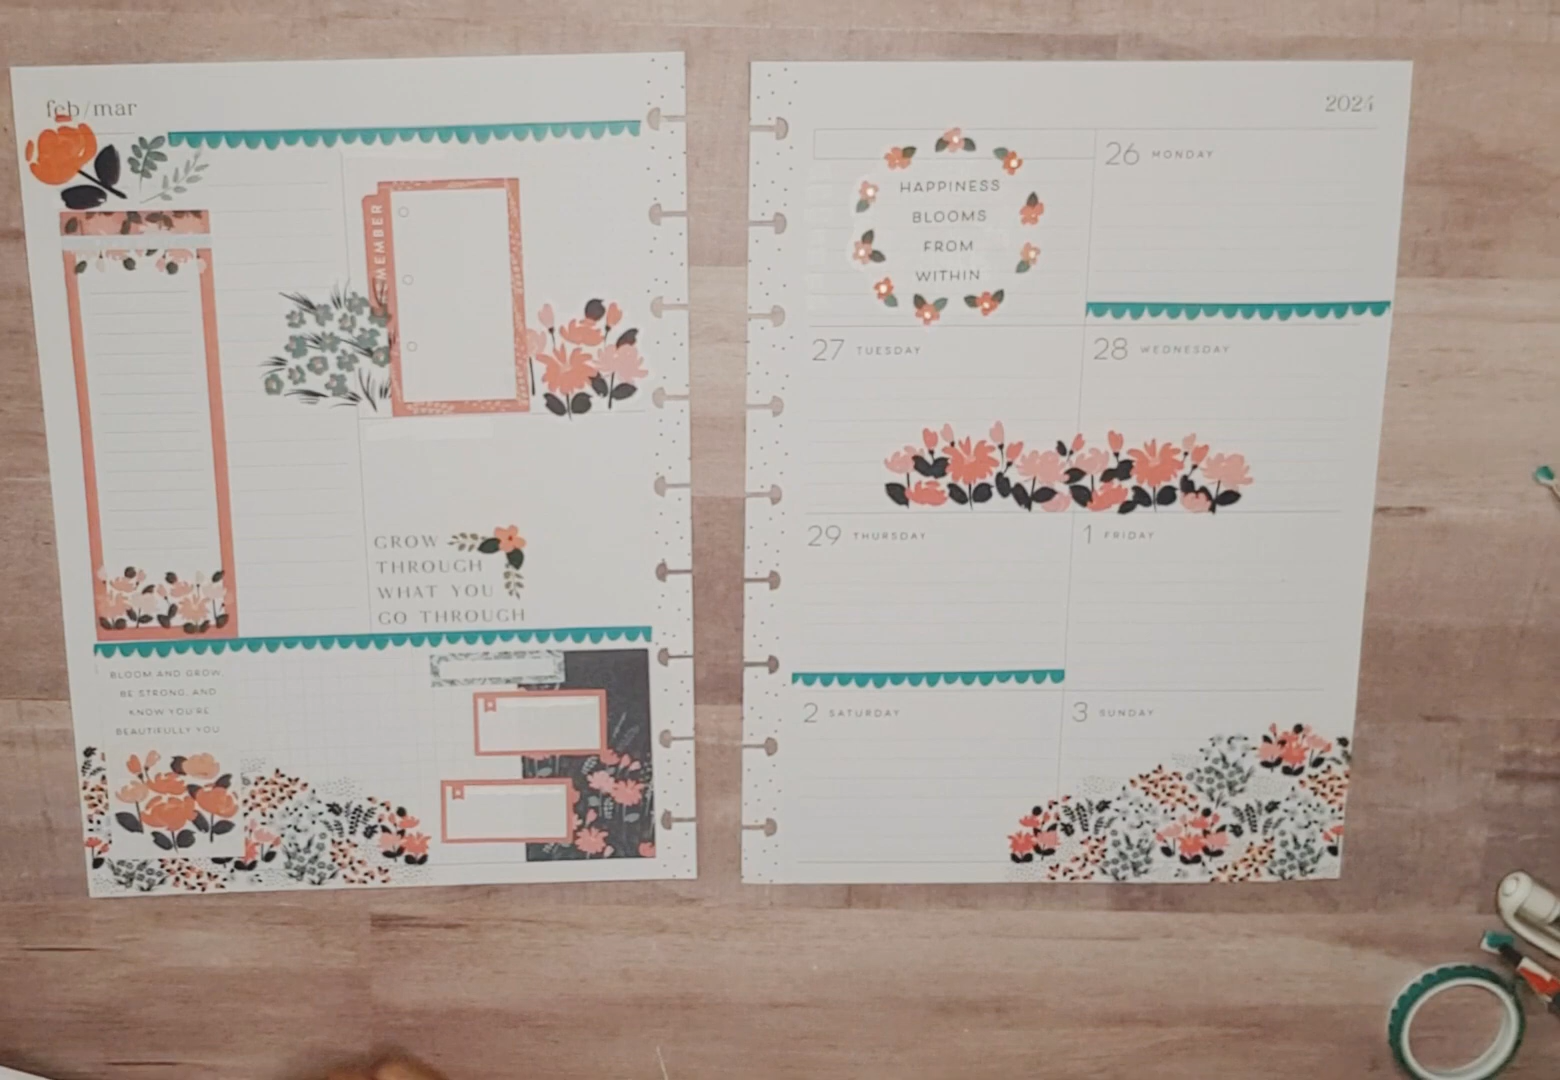 feb/mar
GROW
THROUGH
WHAT YOU
GO THROUGH
BLOOM AND GROW,
BE STRONG, AND
KNOW YOU'RE
BEAUTIFULLY YOU
2024
HAPPINESS
BLOOMS
FROM
WITHIN
26 MONDAY
27 TUESDAY
28 WEDNESDAY
29 THURSDAY
1 FRIDAY
2 SATURDAY
3 SUNDAY